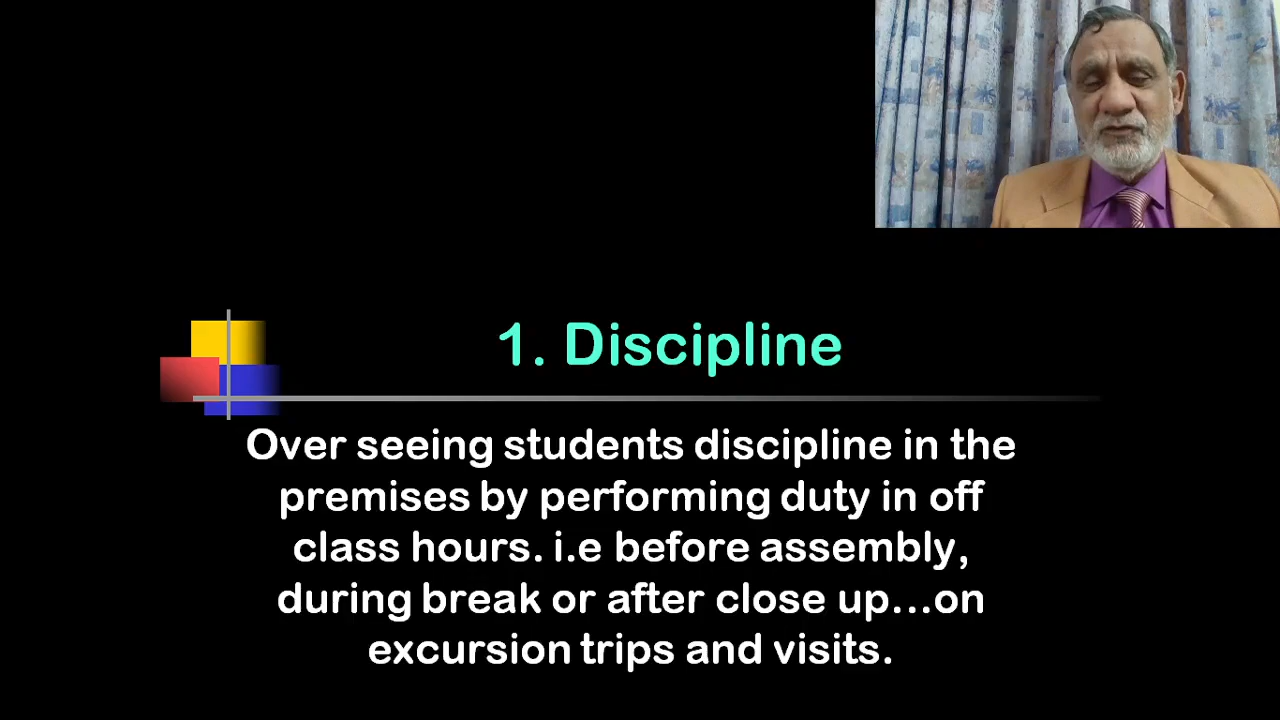 1. Discipline
Over seeing students discipline in the
premises by performing duty in off
class hours. i.e before assembly,
during break or after close up...on
excursion trips and visits.